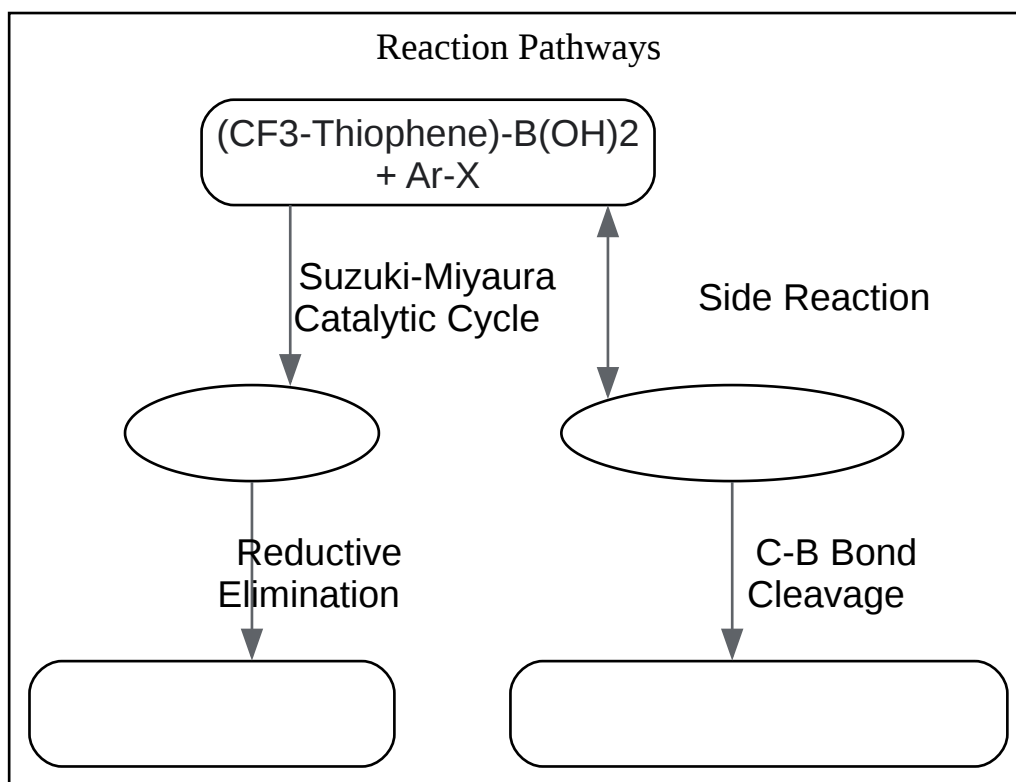 Reaction Pathways
(CF3-Thiophene)-B(OH)2
+ Ar-X
Suzuki-Miyaura
Catalytic Cycle
Side Reaction
Reductive
Elimination
C-B Bond
Cleavage